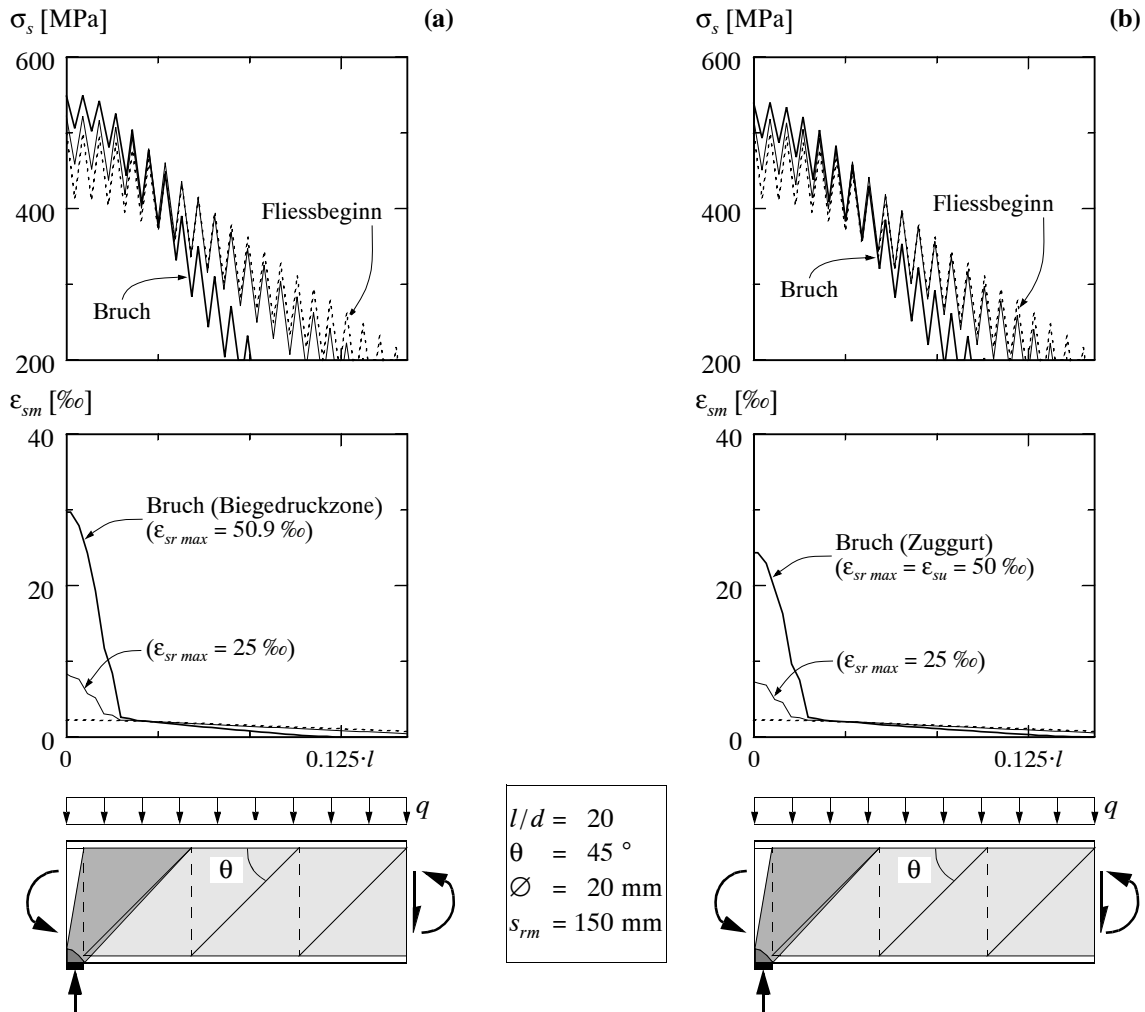 σs [MPa]
(a)
600
400
200
Fliessbeginn
Bruch
εsm [‰]
40
20
0
Bruch (Biegedruckzone)
(εsr max = 50.9 ‰)
(εsr max = 25 ‰)
0
0.125·l
q
θ
l/d = 20
θ = 45 °
∅ = 20 mm
srm = 150 mm
σs [MPa]
(b)
600
400
200
Fliessbeginn
Bruch
εsm [‰]
40
20
0
Bruch (Zuggurt)
(εsr max = εsu = 50 ‰)
(εsr max = 25 ‰)
0
0.125·l
q
θ